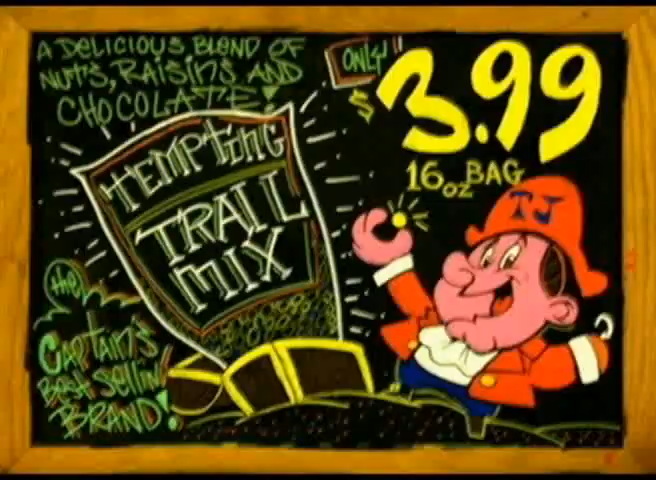 A DELICIOUS BLEND OF
NUTS, RAISINS AND
CHOCOLATE!
ONLY
$3.99
16oz BAG
TEMPTING
TRAIL
MIX
TJ
the
CAPTAIN'S
BEST SELLIN'
BRAND!